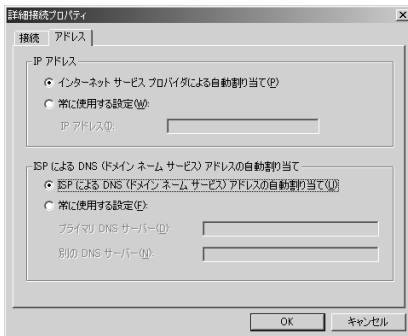 詳細接続プロパティ
接続 アドレス
IP アドレス
インターネット サービス プロバイダによる自動割り当て(P)
常に使用する設定(W):
IP アドレス(I):
ISP による DNS (ドメイン ネーム サービス) アドレスの自動割り当て
ISP による DNS (ドメイン ネーム サービス) アドレスの自動割り当て(U)
常に使用する設定(F):
プライマリ DNS サーバー(D):
別の DNS サーバー(N):
OK キャンセル